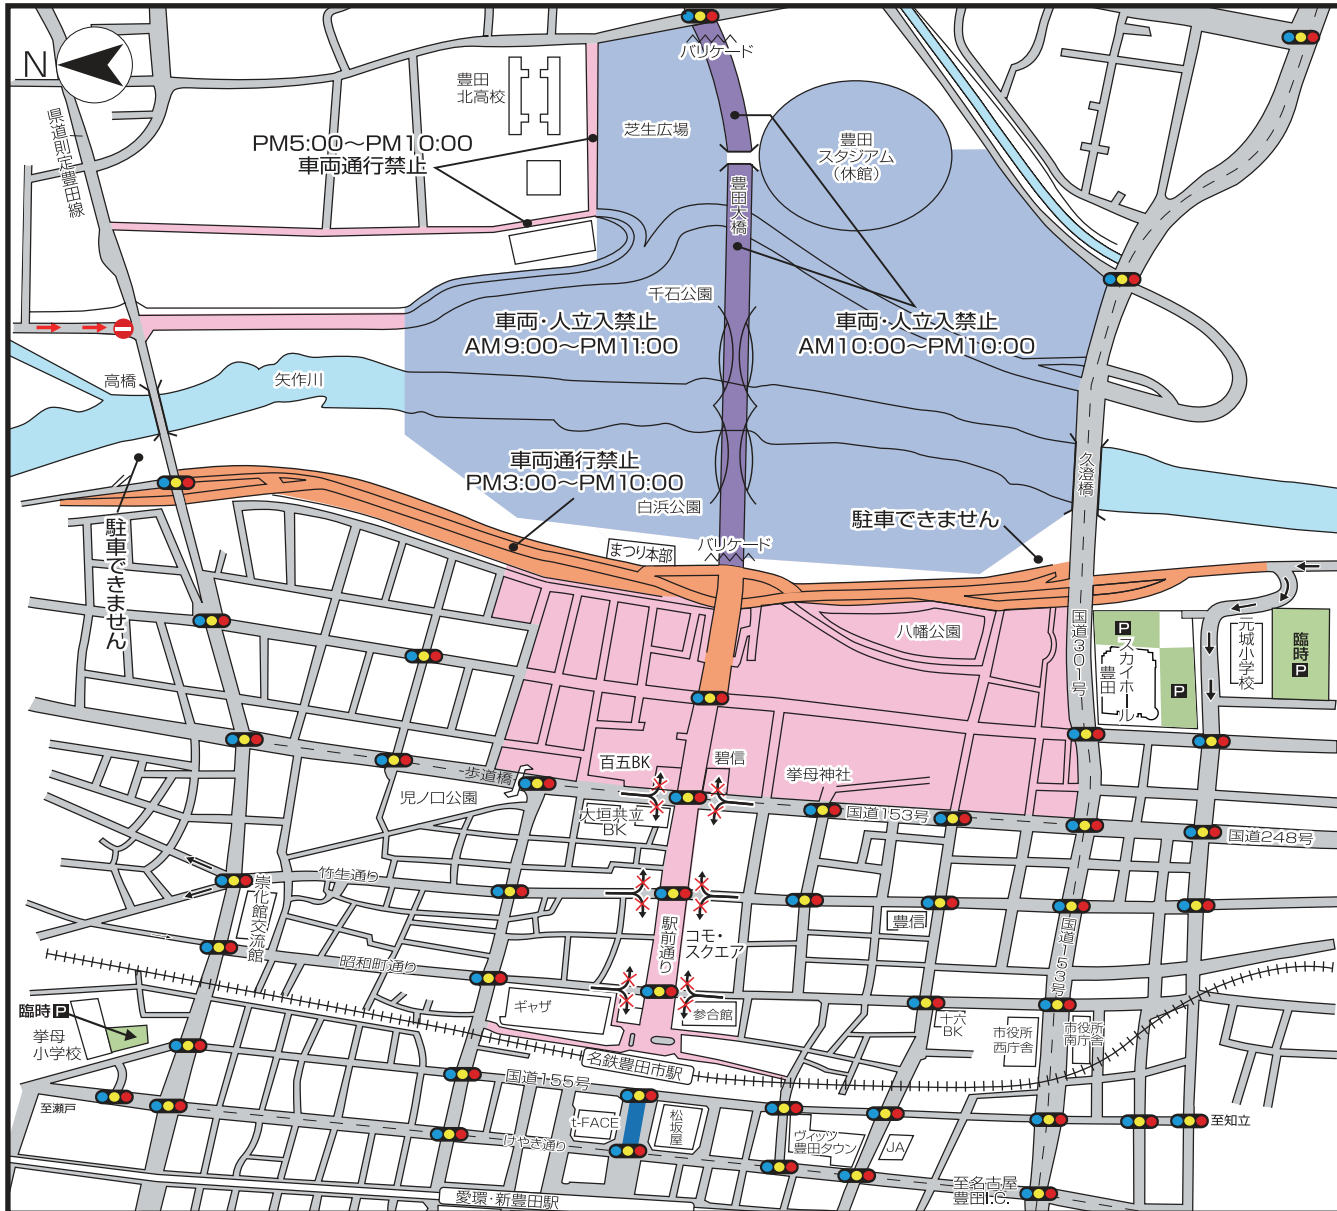 N
県道則定豊田線
豊田
北高校
PM5:00〜PM10:00
車両通行禁止
芝生広場
バリケード
豊田
スタジアム
(休館)
豊田大橋
千石公園
車両・人立入禁止
AM9:00〜PM11:00
車両・人立入禁止
AM10:00〜PM10:00
高橋
矢作川
久澄橋
車両通行禁止
PM3:00〜PM10:00
白浜公園
駐車できません
駐車できません
まつり本部
バリケード
八幡公園
国道301号
P
スカイホール
豊田
P
元城小学校
臨時
P
百五BK
碧信
挙母神社
歩道橋
児ノ口公園
大垣共立
BK
国道153号
国道248号
竹生通り
崇化館交流館
豊信
駅前通り
コモ・
スクエア
昭和町通り
国道153号
ギャザ
参合館
十六
BK
市役所
西庁舎
市役所
南庁舎
臨時P
挙母
小学校
名鉄豊田市駅
国道155号
至瀬戸
t-FACE
松坂屋
ヴィッツ
豊田タウン
JA
至知立
けやき通り
愛環・新豊田駅
至名古屋
豊田I.C.